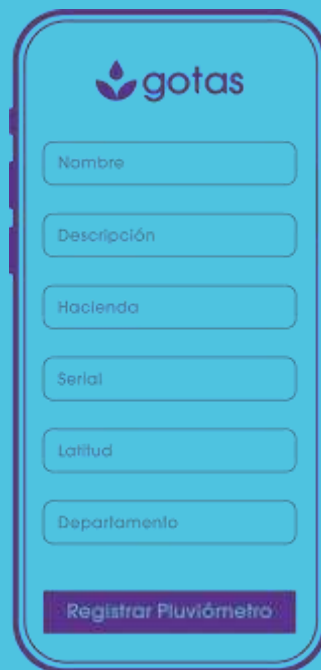 gotas
Nombre
Descripción
Hacienda
Serial
Latitud
Departamento
Registrar Pluviómetro